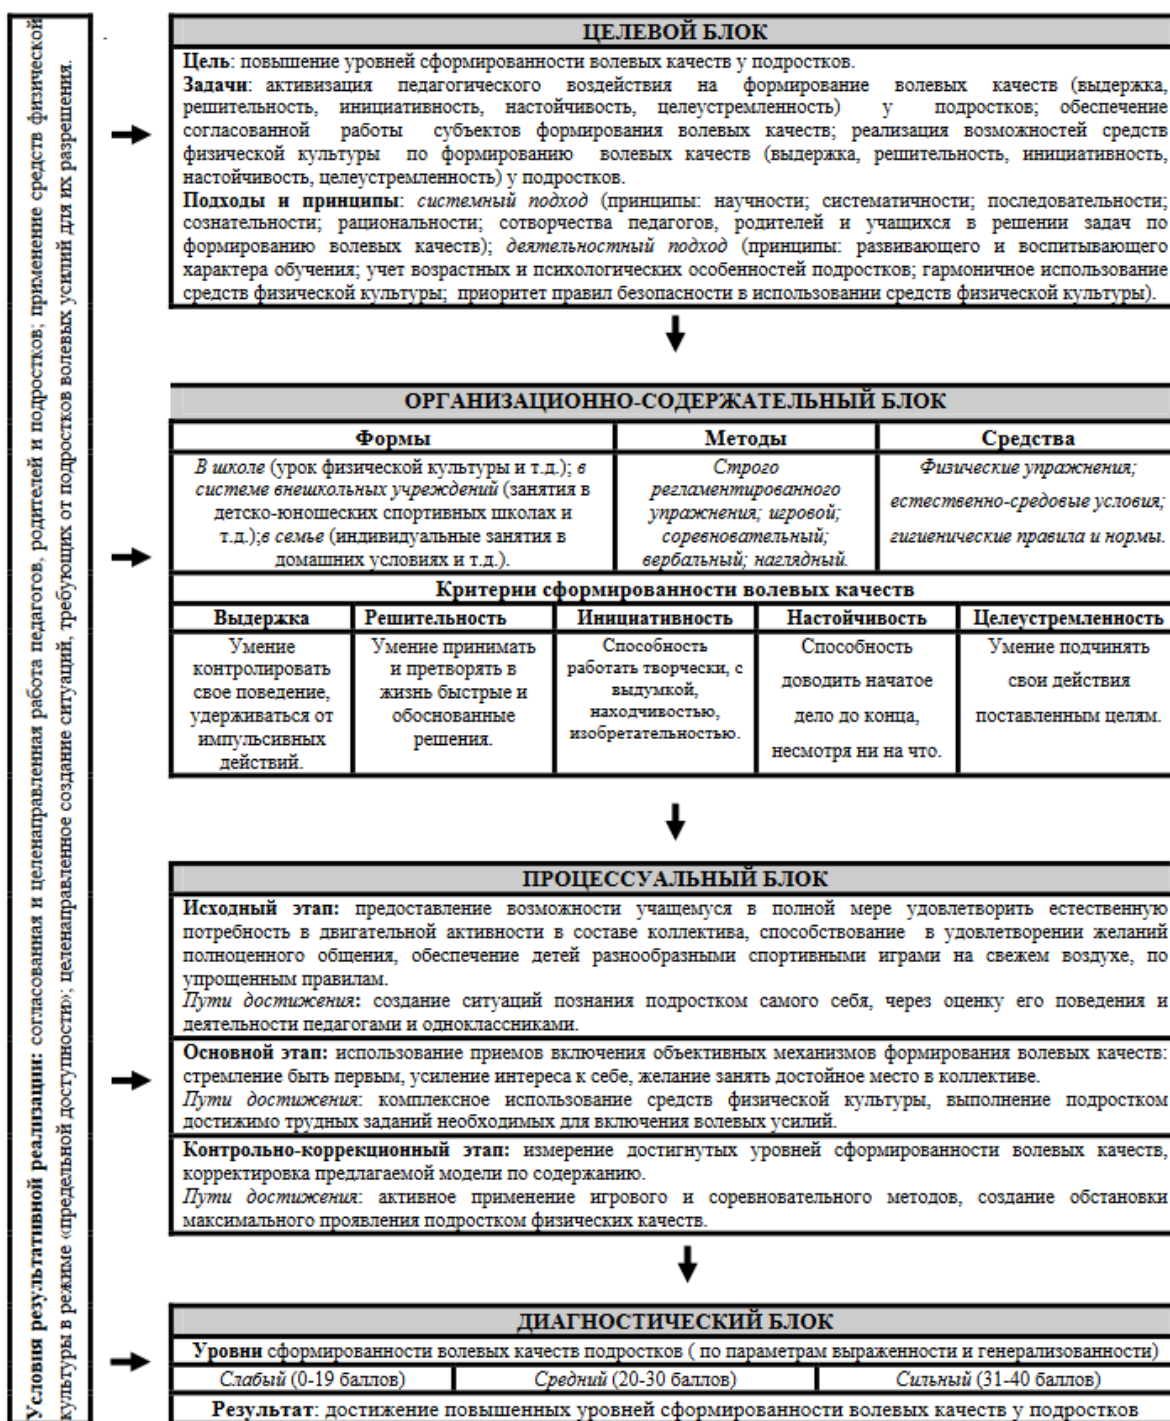 Условия результативной реализации: согласованная и целенаправленная работа педагогов, родителей и подростков; применение средств физической
культуры в режиме «предельной доступности»; целенаправленное создание ситуаций, требующих от подростков волевых усилий для их разрешения.
ЦЕЛЕВОЙ БЛОК
Цель: повышение уровней сформированности волевых качеств у подростков.
Задачи: активизация педагогического воздействия на формирование волевых качеств (выдержка,
решительность, инициативность, настойчивость, целеустремленность) у подростков; обеспечение
согласованной работы субъектов формирования волевых качеств; реализация возможностей средств
физической культуры по формированию волевых качеств (выдержка, решительность, инициативность,
настойчивость, целеустремленность) у подростков.
Подходы и принципы: системный подход (принципы: научности; систематичности; последовательности;
сознательности; рациональности; сотворчества педагогов, родителей и учащихся в решении задач по
формированию волевых качеств); деятельностный подход (принципы: развивающего и воспитывающего
характера обучения; учет возрастных и психологических особенностей подростков; гармоничное использование
средств физической культуры; приоритет правил безопасности в использовании средств физической культуры).
ОРГАНИЗАЦИОННО-СОДЕРЖАТЕЛЬНЫЙ БЛОК
Формы
В школе (урок физической культуры и т.д.); в
системе внешкольных учреждений (занятия в
детско-юношеских спортивных школах и
т.д.);в семье (индивидуальные занятия в
домашних условиях и т.д.).
Методы
Строго
регламентированного
упражнения; игровой;
соревновательный;
вербальный; наглядный.
Средства
Физические упражнения;
естественно-средовые условия;
гигиенические правила и нормы.
Критерии сформированности волевых качеств
Выдержка
Умение
контролировать
свое поведение,
удерживаться от
импульсивных
действий.
Решительность
Умение принимать
и претворять в
жизнь быстрые и
обоснованные
решения.
Инициативность
Способность
работать творчески, с
выдумкой,
находчивостью,
изобретательностью.
Настойчивость
Способность
доводить начатое
дело до конца,
несмотря ни на что.
Целеустремленность
Умение подчинять
свои действия
поставленным целям.
ПРОЦЕССУАЛЬНЫЙ БЛОК
Исходный этап: предоставление возможности учащемуся в полной мере удовлетворить естественную
потребность в двигательной активности в составе коллектива, способствование в удовлетворении желаний
полноценного общения, обеспечение детей разнообразными спортивными играми на свежем воздухе, по
упрощенным правилам.
Пути достижения: создание ситуаций познания подростком самого себя, через оценку его поведения и
деятельности педагогами и одноклассниками.
Основной этап: использование приемов включения объективных механизмов формирования волевых качеств:
стремление быть первым, усиление интереса к себе, желание занять достойное место в коллективе.
Пути достижения: комплексное использование средств физической культуры, выполнение подростком
достижимо трудных заданий необходимых для включения волевых усилий.
Контрольно-коррекционный этап: измерение достигнутых уровней сформированности волевых качеств,
корректировка предлагаемой модели по содержанию.
Пути достижения: активное применение игрового и соревновательного методов, создание обстановки
максимального проявления подростком физических качеств.
ДИАГНОСТИЧЕСКИЙ БЛОК
Уровни сформированности волевых качеств подростков ( по параметрам выраженности и генерализованности)
Слабый (0-19 баллов)
Средний (20-30 баллов)
Сильный (31-40 баллов)
Результат: достижение повышенных уровней сформированности волевых качеств у подростков